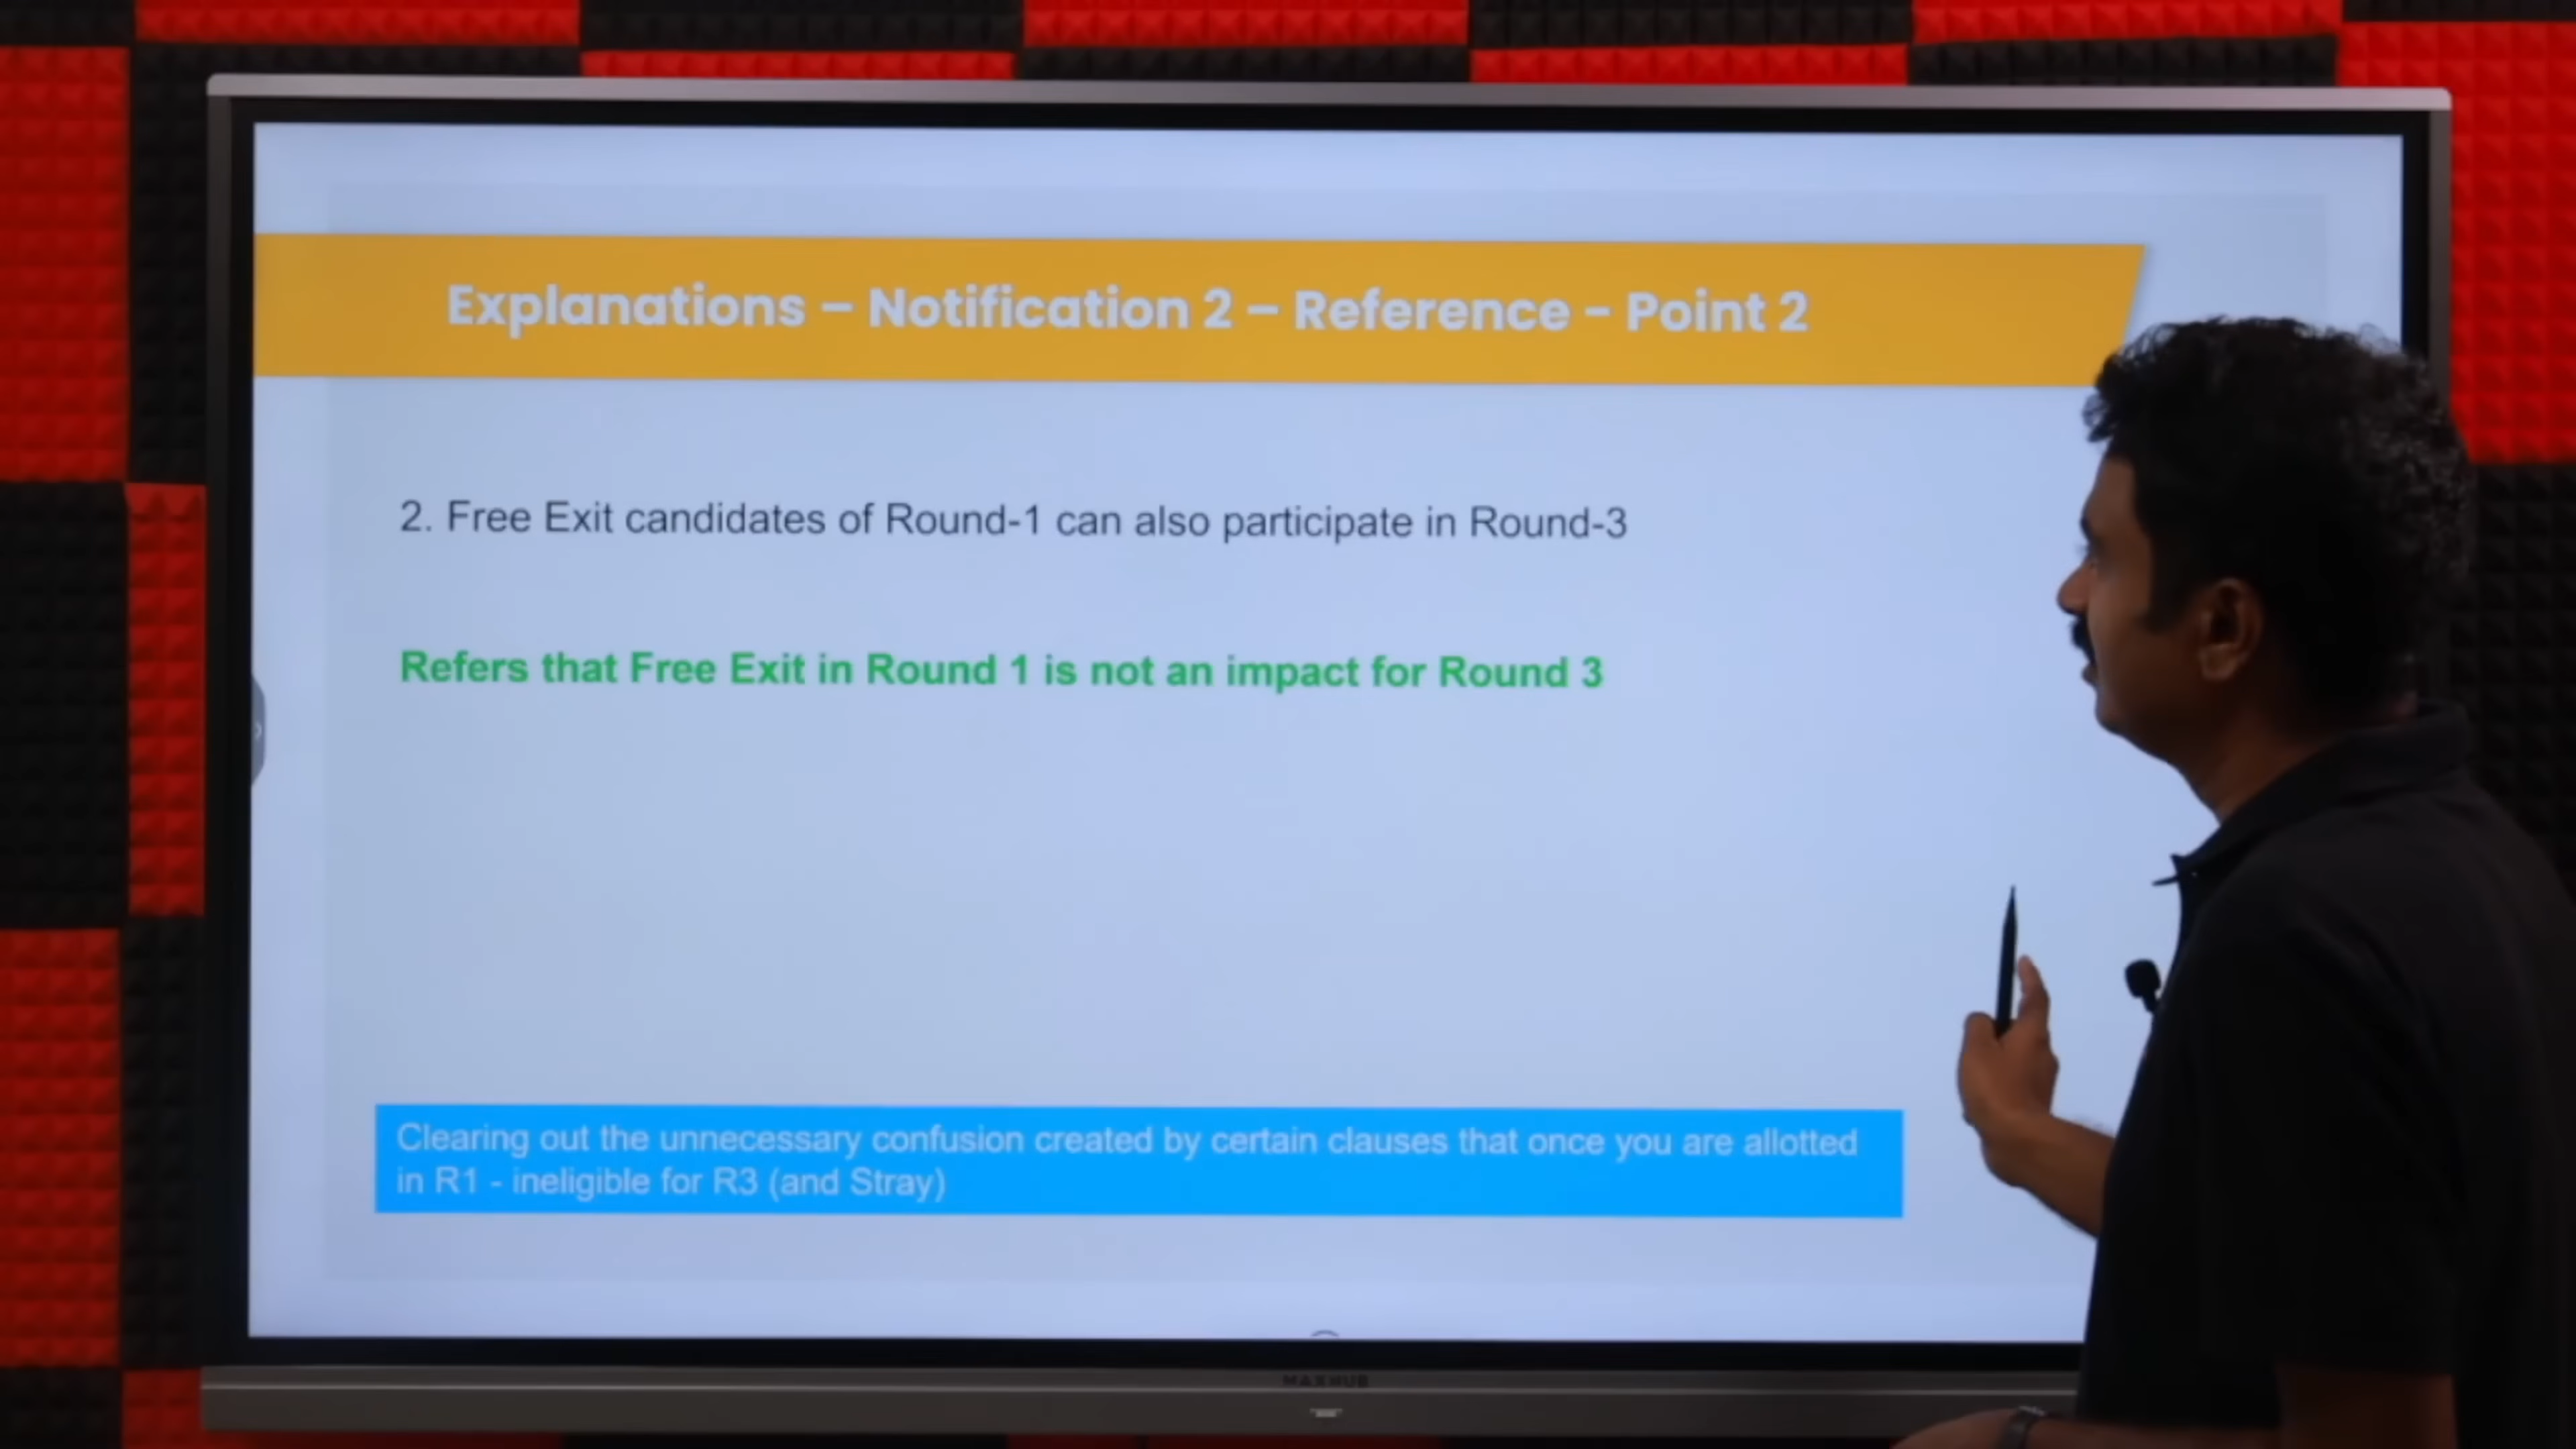 Explanations – Notification 2 – Reference - Point 2
2. Free Exit candidates of Round-1 can also participate in Round-3
Refers that Free Exit in Round 1 is not an impact for Round 3
Clearing out the unnecessary confusion created by certain clauses that once you are allotted
in R1 - ineligible for R3 (and Stray)
MAXHUB